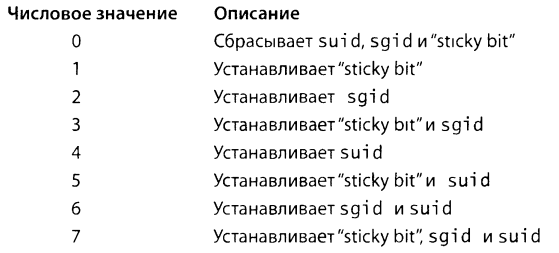 Числовое значение Описание
0 Сбрасывает suid, sgid и "sticky bit"
1 Устанавливает "sticky bit"
2 Устанавливает sgid
3 Устанавливает "sticky bit" и sgid
4 Устанавливает suid
5 Устанавливает "sticky bit" и suid
6 Устанавливает sgid и suid
7 Устанавливает "sticky bit", sgid и suid